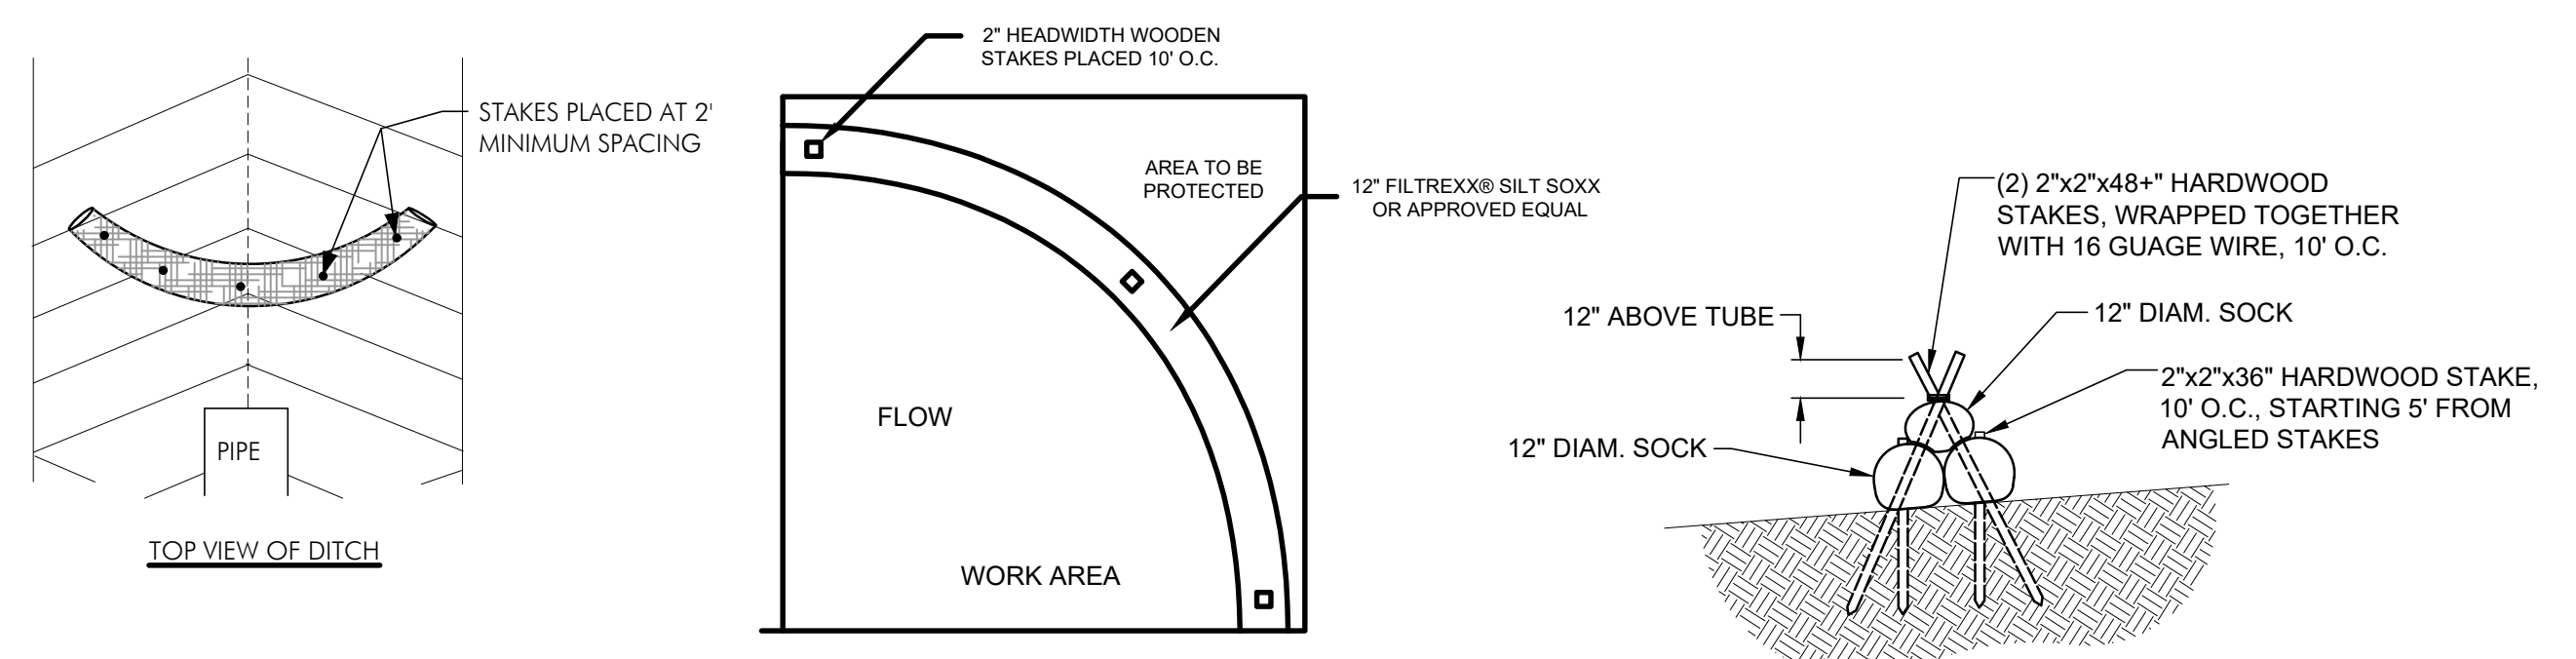 STAKES PLACED AT 2'
MINIMUM SPACING
PIPE
TOP VIEW OF DITCH
2" HEADWIDTH WOODEN
STAKES PLACED 10' O.C.
AREA TO BE
PROTECTED
12" FILTREXX® SILT SOXX
OR APPROVED EQUAL
FLOW
WORK AREA
(2) 2"x2"x48+" HARDWOOD
STAKES, WRAPPED TOGETHER
WITH 16 GUAGE WIRE, 10' O.C.
12" ABOVE TUBE
12" DIAM. SOCK
2"x2"x36" HARDWOOD STAKE,
10' O.C., STARTING 5' FROM
ANGLED STAKES
12" DIAM. SOCK